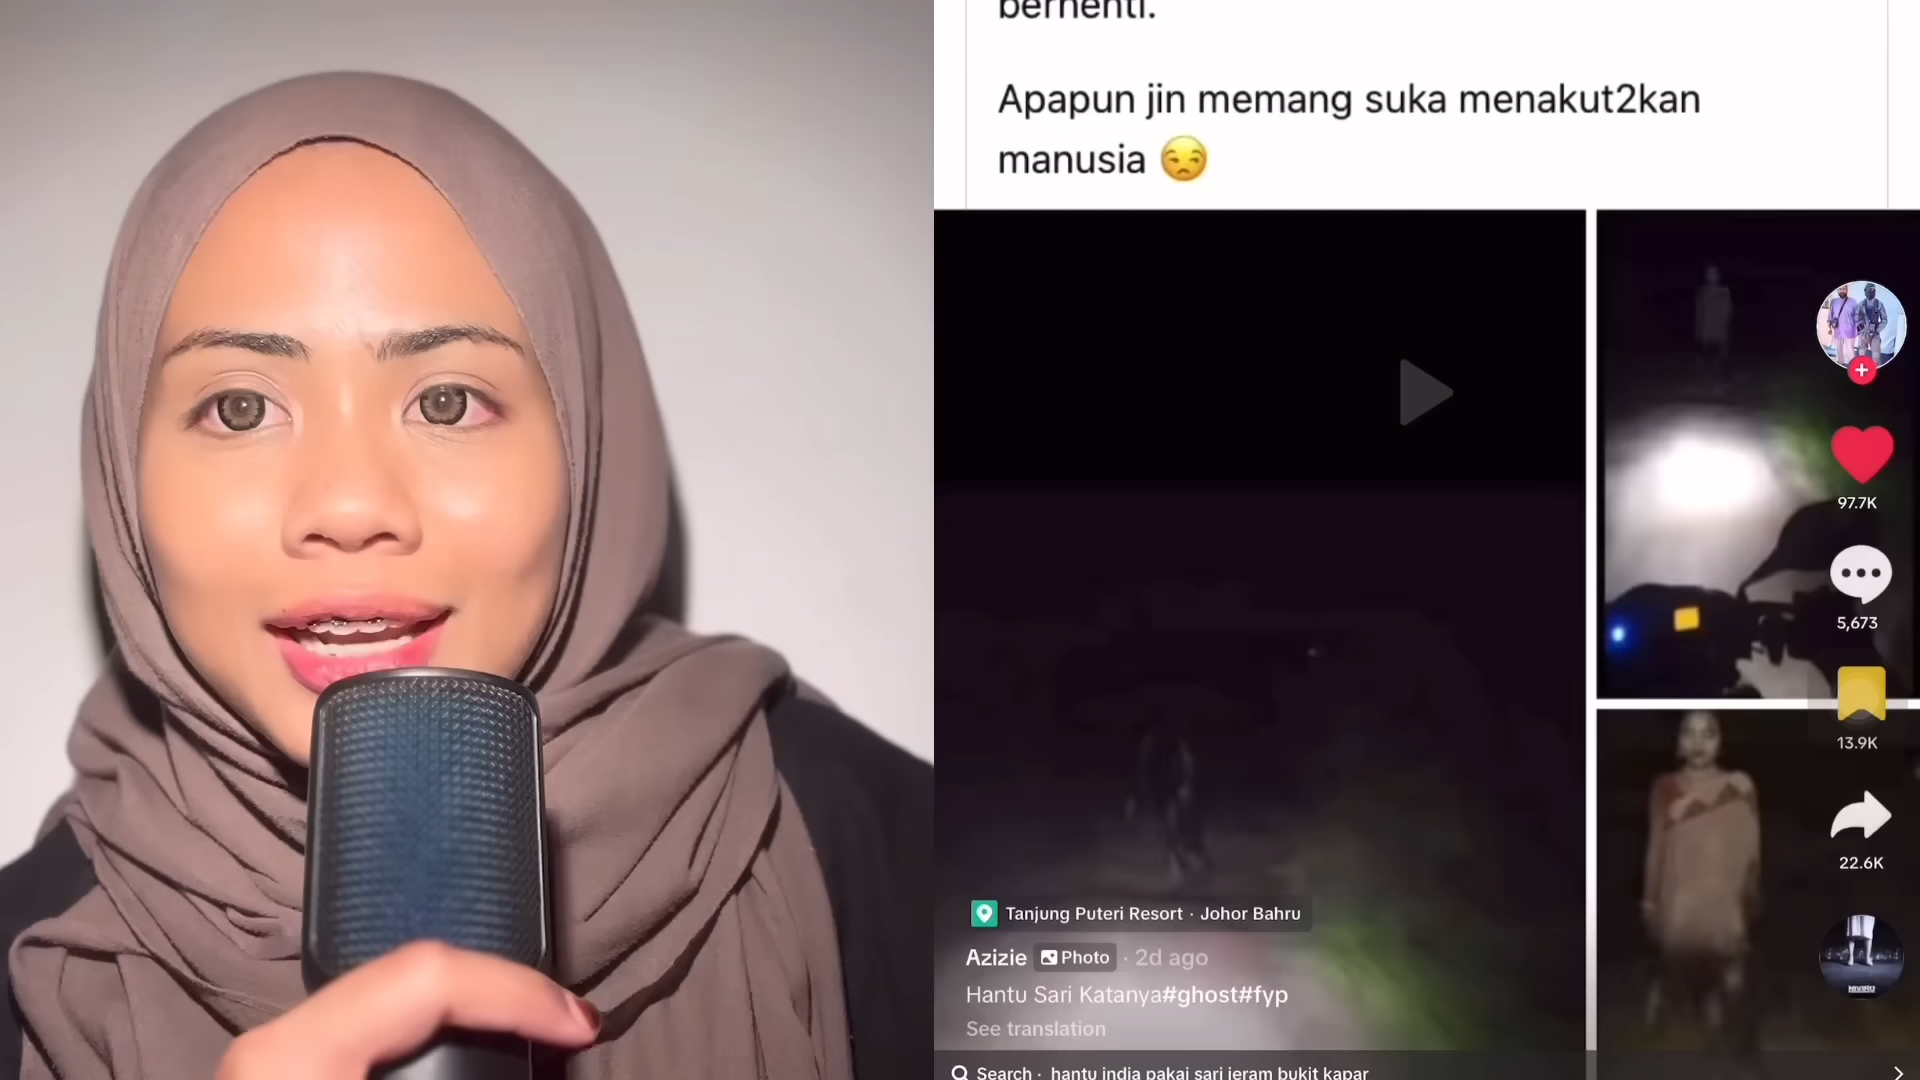 berhenti.
Apapun jin memang suka menakut2kan
manusia 😒
97.7K
5,673
13.9K
22.6K
Tanjung Puteri Resort · Johor Bahru
Azizie Photo · 2d ago
Hantu Sari Katanya#ghost#fyp
See translation
NIVIRO
Search · hantu india pakai sari jeram bukit kapar